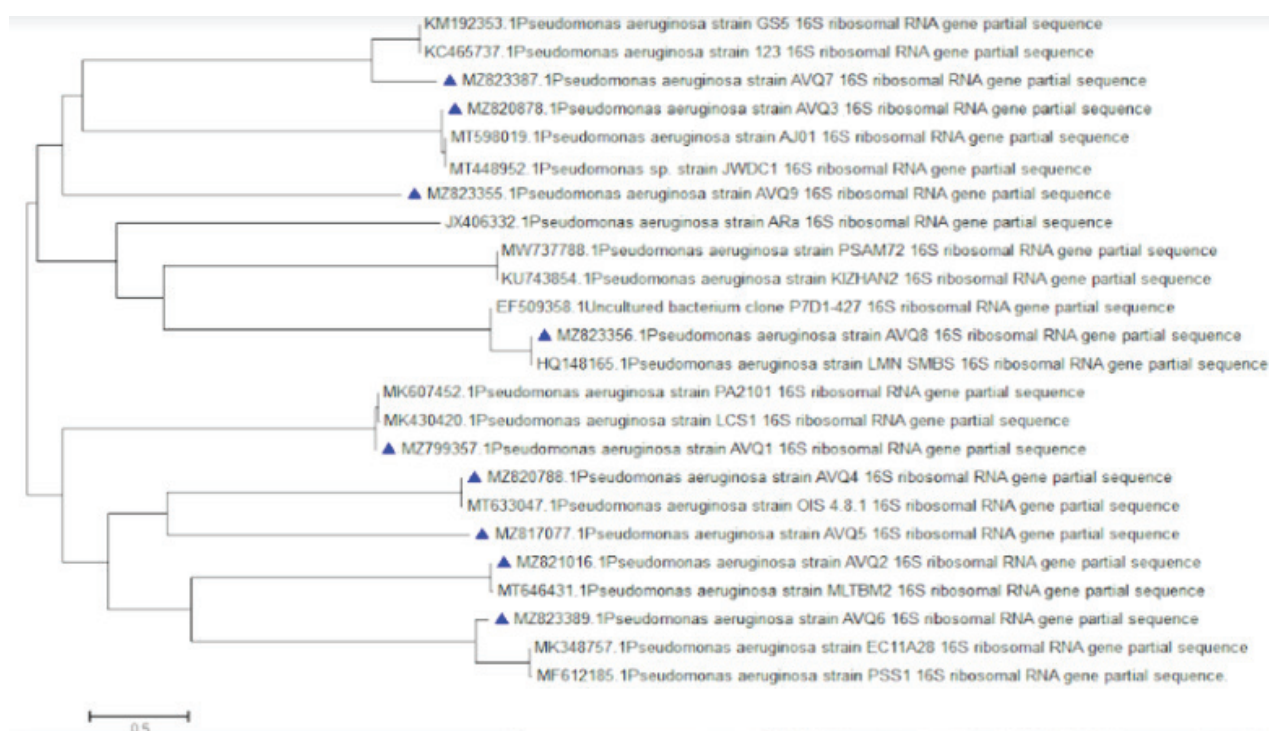 KM192353.1Pseudomonas aeruginosa strain GS5 16S ribosomal RNA gene partial sequence
KC465737.1Pseudomonas aeruginosa strain 123 16S ribosomal RNA gene partial sequence
MZ823387.1Pseudomonas aeruginosa strain AVQ7 16S ribosomal RNA gene partial sequence
MZ820878.1Pseudomonas aeruginosa strain AVQ3 16S ribosomal RNA gene partial sequence
MT598019.1Pseudomonas aeruginosa strain AJ01 16S ribosomal RNA gene partial sequence
MT448952.1Pseudomonas sp. strain JWDC1 16S ribosomal RNA gene partial sequence
MZ823355.1Pseudomonas aeruginosa strain AVQ9 16S ribosomal RNA gene partial sequence
JX406332.1Pseudomonas aeruginosa strain ARa 16S ribosomal RNA gene partial sequence
MW737788.1Pseudomonas aeruginosa strain PSAM72 16S ribosomal RNA gene partial sequence
KU743854.1Pseudomonas aeruginosa strain KIZHAN2 16S ribosomal RNA gene partial sequence
EF509358.1Uncultured bacterium clone P7D1-427 16S ribosomal RNA gene partial sequence
MZ823356.1Pseudomonas aeruginosa strain AVQ8 16S ribosomal RNA gene partial sequence
HQ148165.1Pseudomonas aeruginosa strain LMN SMBS 16S ribosomal RNA gene partial sequence
MK607452.1Pseudomonas aeruginosa strain PA2101 16S ribosomal RNA gene partial sequence
MK430420.1Pseudomonas aeruginosa strain LCS1 16S ribosomal RNA gene partial sequence
MZ799357.1Pseudomonas aeruginosa strain AVQ1 16S ribosomal RNA gene partial sequence
MZ820788.1Pseudomonas aeruginosa strain AVQ4 16S ribosomal RNA gene partial sequence
MT633047.1Pseudomonas aeruginosa strain OIS 4.8.1 16S ribosomal RNA gene partial sequence
MZ817077.1Pseudomonas aeruginosa strain AVQ5 16S ribosomal RNA gene partial sequence
MZ821016.1Pseudomonas aeruginosa strain AVQ2 16S ribosomal RNA gene partial sequence
MT646431.1Pseudomonas aeruginosa strain MLTBM2 16S ribosomal RNA gene partial sequence
MZ823389.1Pseudomonas aeruginosa strain AVQ6 16S ribosomal RNA gene partial sequence
MK348757.1Pseudomonas aeruginosa strain EC11A28 16S ribosomal RNA gene partial sequence
MF612185.1Pseudomonas aeruginosa strain PSS1 16S ribosomal RNA gene partial sequence.
0.5